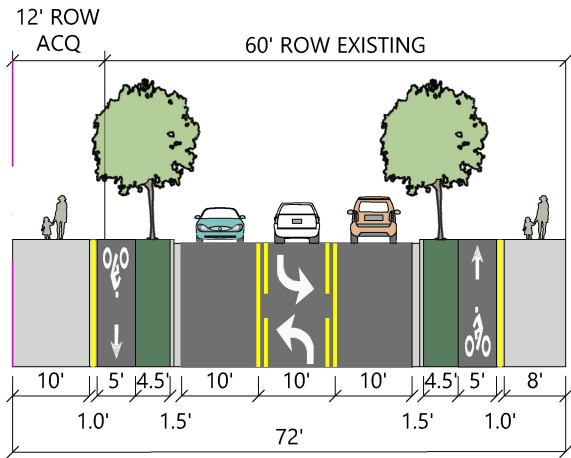 12' ROW
ACQ
60' ROW EXISTING
10' 5' 4.5' 10' 10' 10' 4.5' 5' 8'
1.0' 1.5' 1.5' 1.0'
72'